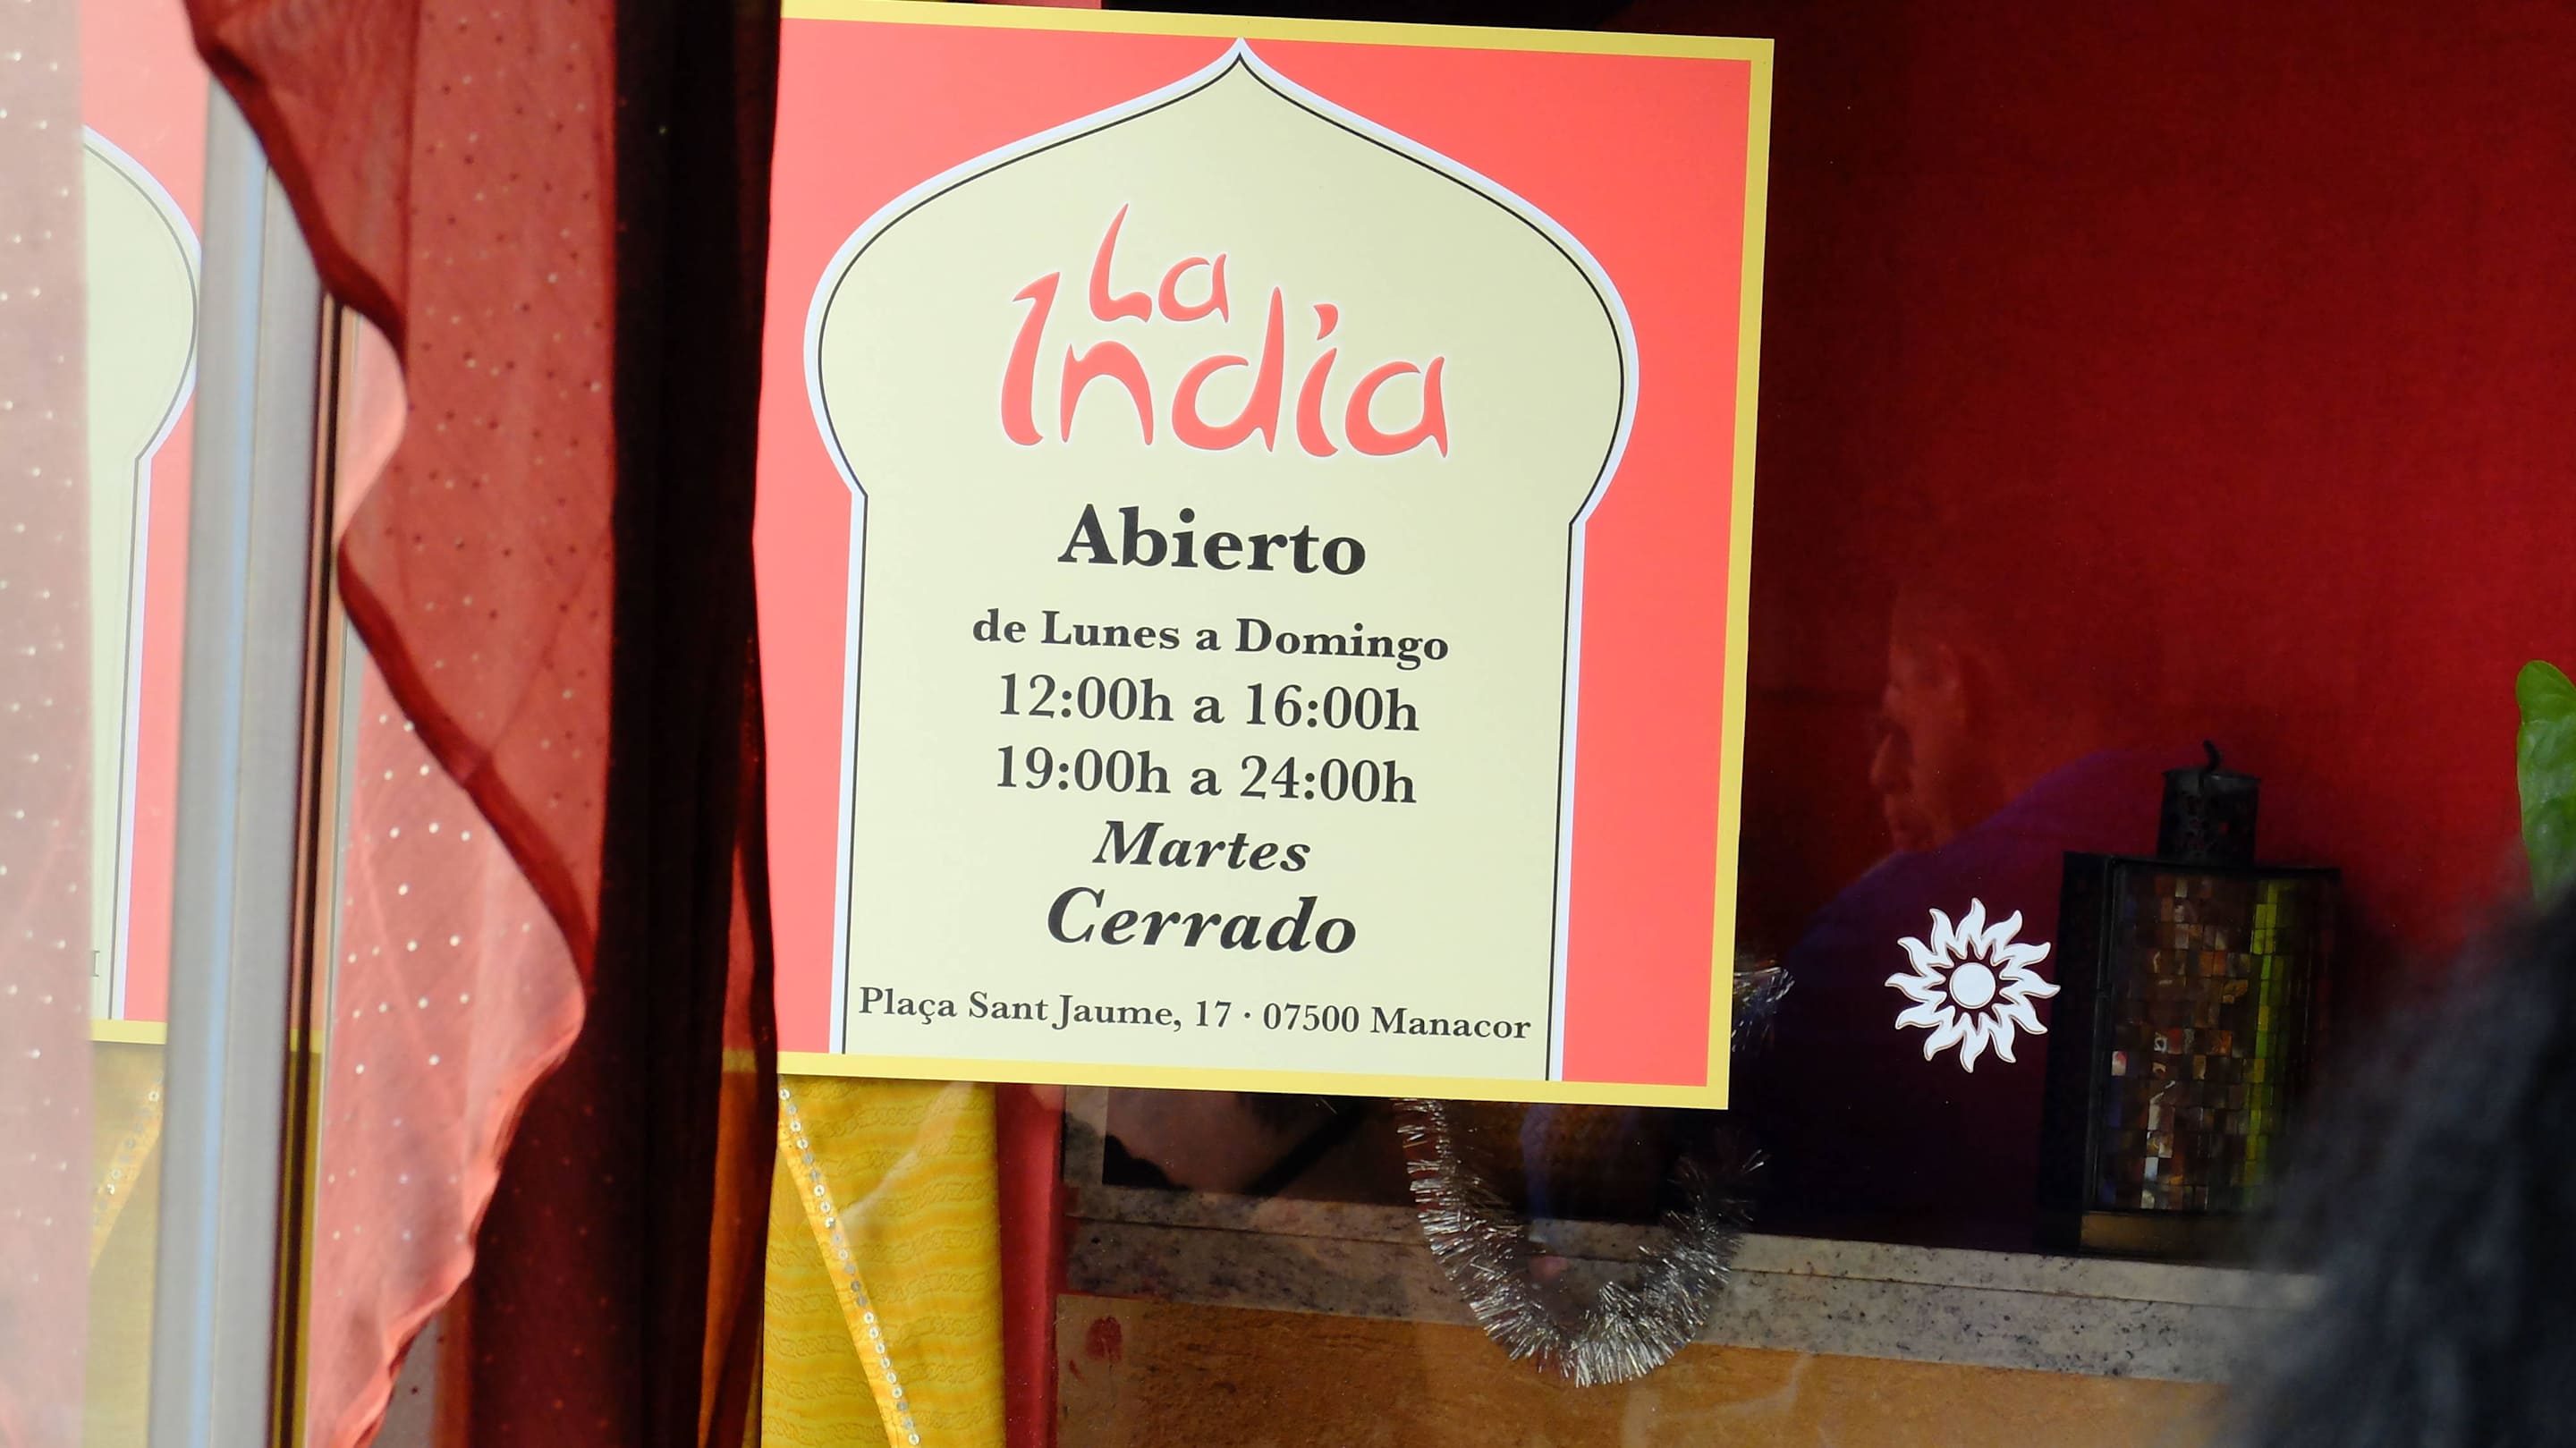 La
India
Abierto
de Lunes a Domingo
12:00h a 16:00h
19:00h a 24:00h
Martes
Cerrado
Plaça Sant Jaume, 17 · 07500 Manacor